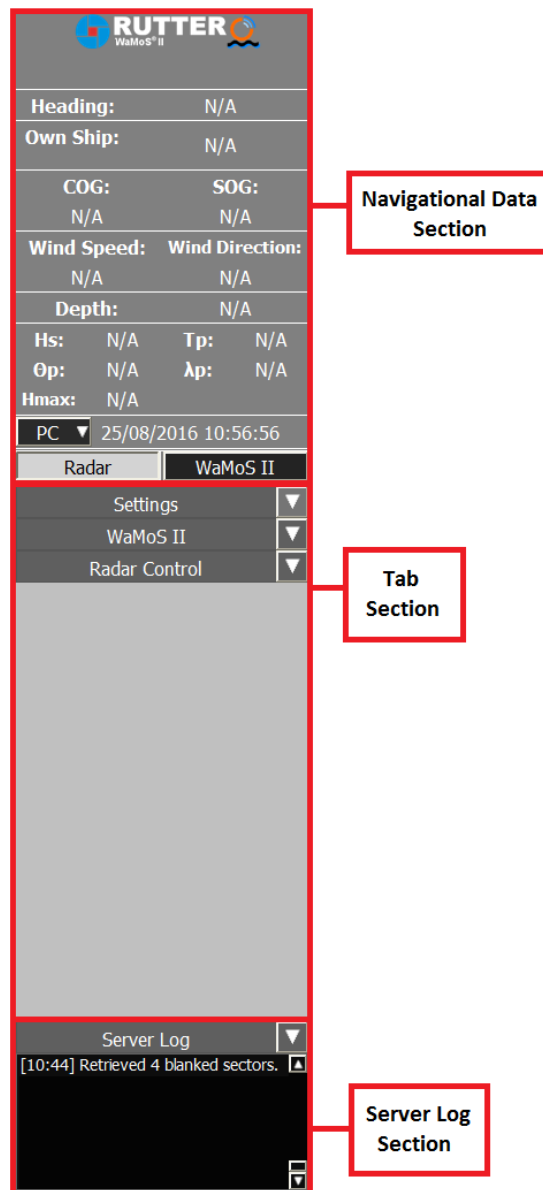 RUTTER
WaMoS® II
Heading: N/A
Own Ship: N/A
COG: SOG:
N/A N/A
Wind Speed: Wind Direction:
N/A N/A
Depth: N/A
Hs: N/A Tp: N/A
Θp: N/A λp: N/A
Hmax: N/A
PC 25/08/2016 10:56:56
Radar WaMoS II
Navigational Data
Section
Settings
WaMoS II
Radar Control
Tab
Section
Server Log
[10:44] Retrieved 4 blanked sectors.
Server Log
Section